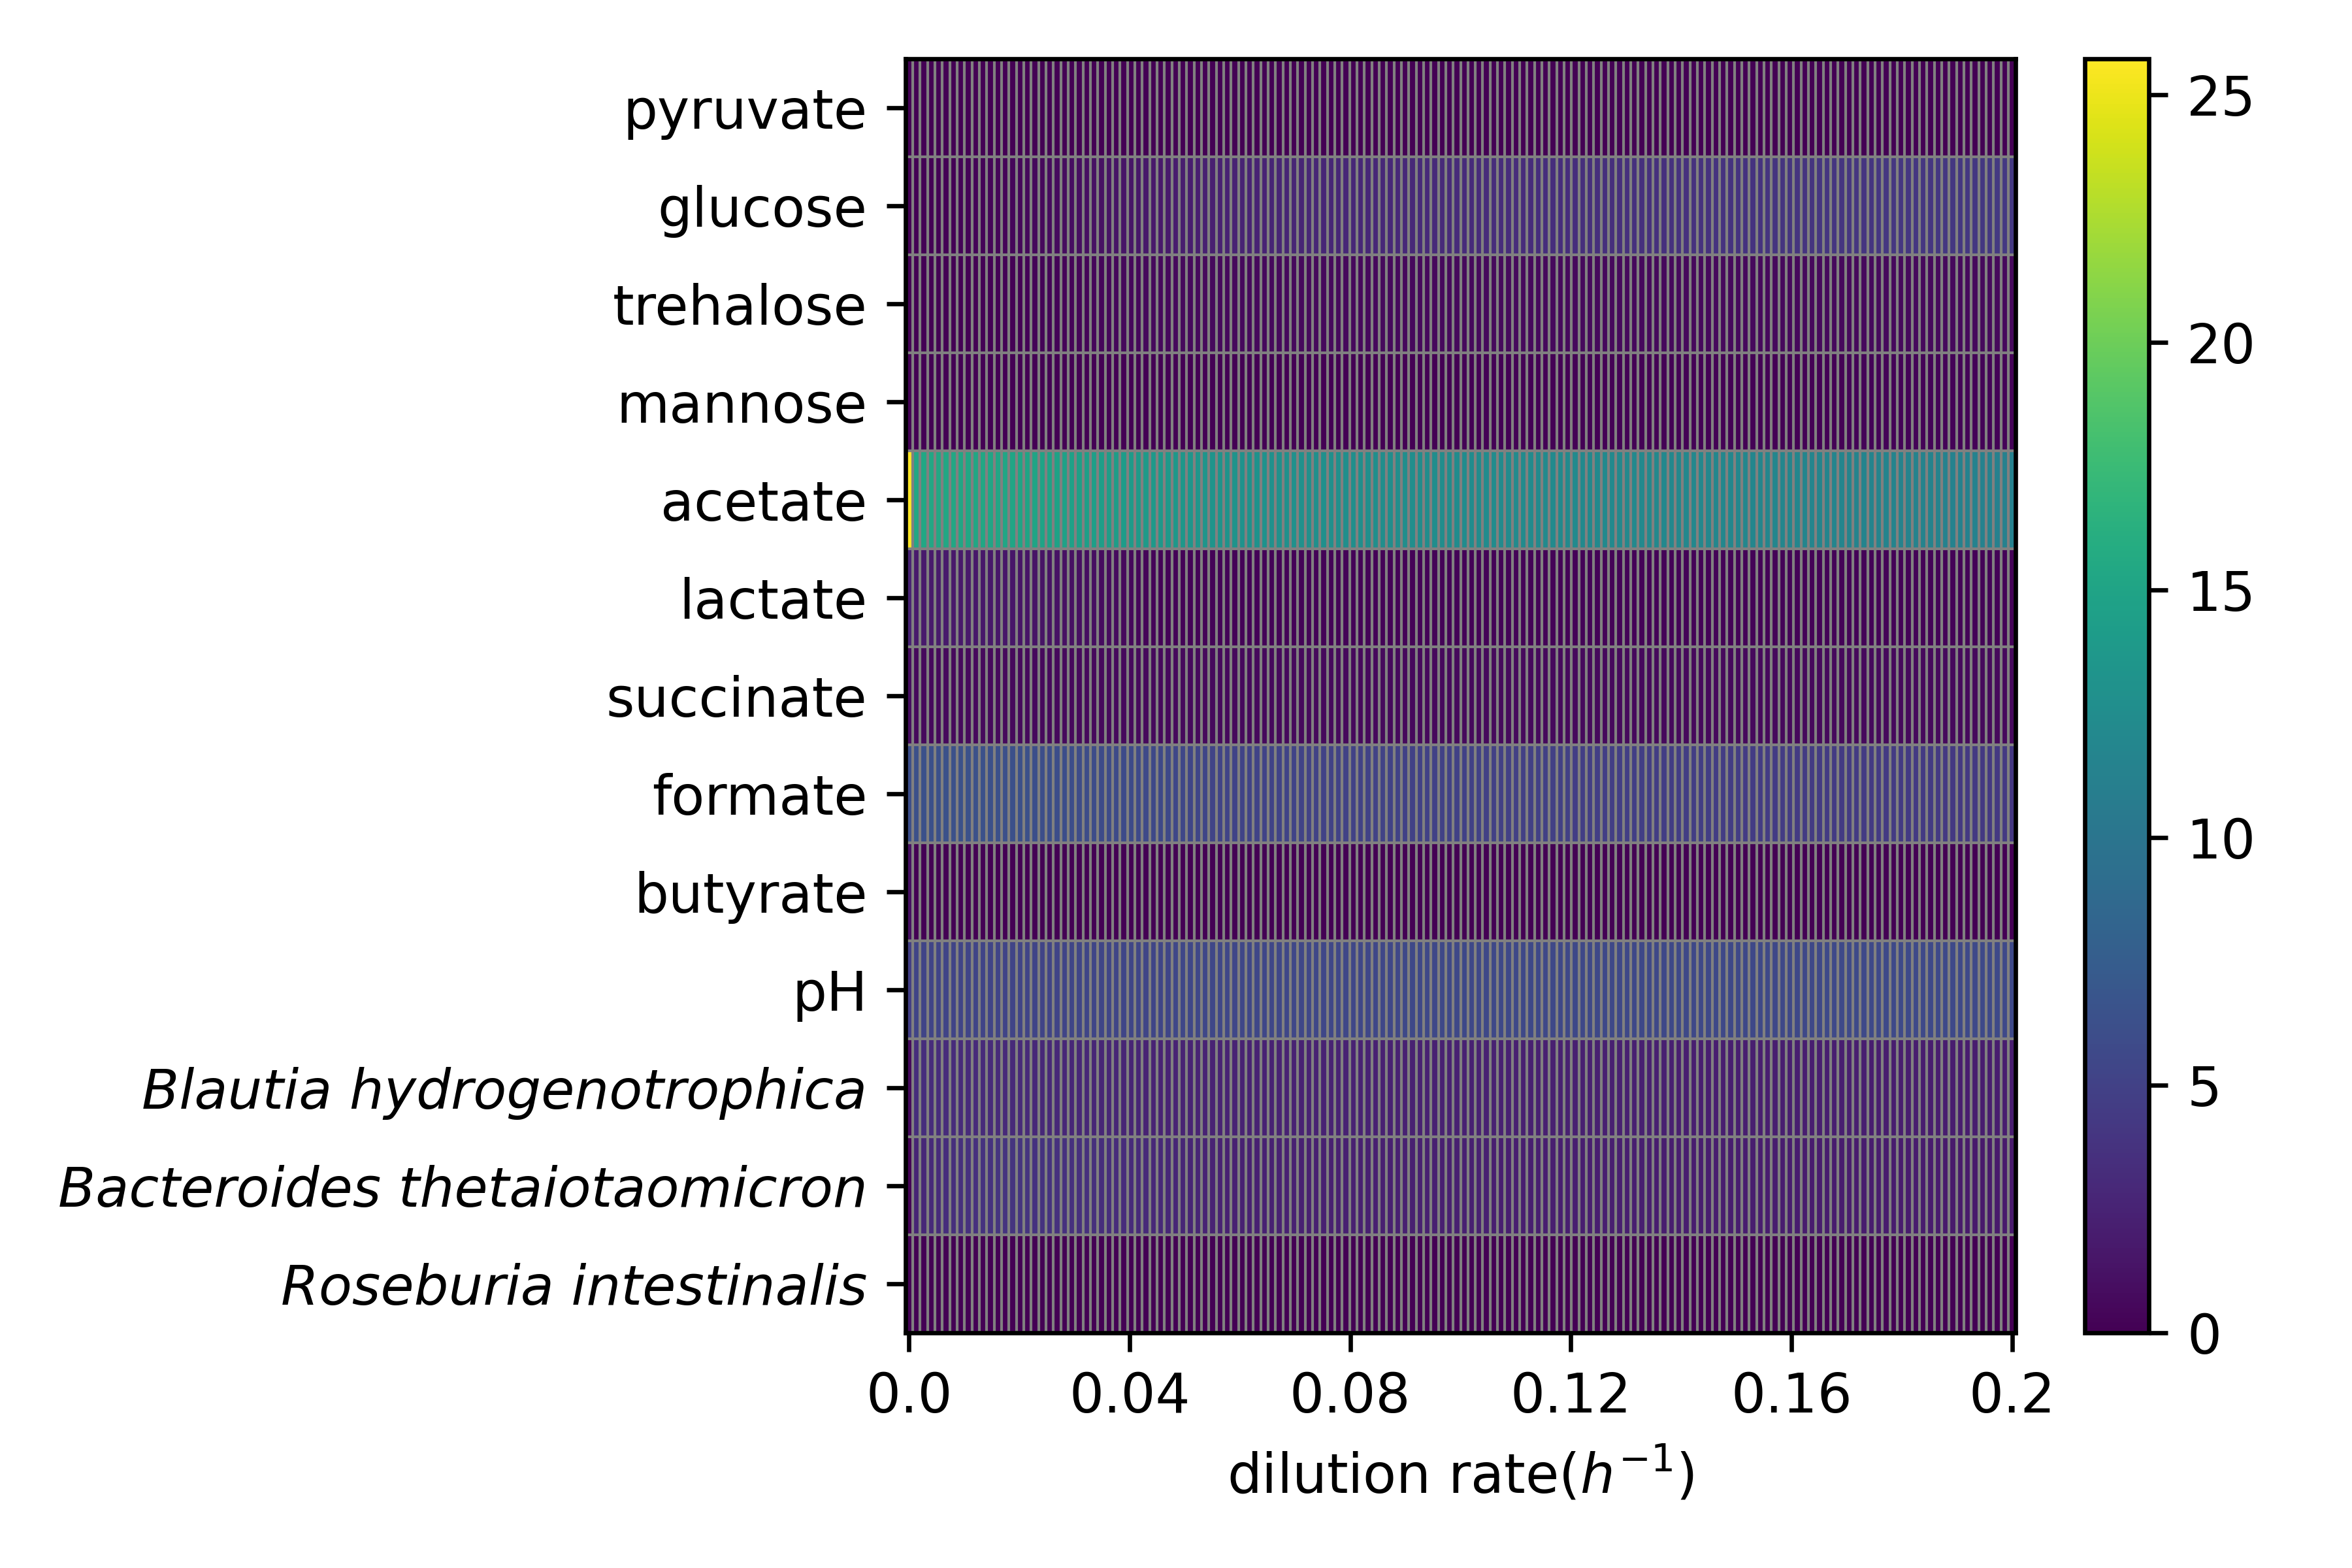 pyruvate
glucose
trehalose
mannose
acetate
lactate
succinate
formate
butyrate
pH
Blautia hydrogenotrophica
Bacteroides thetaiotaomicron
Roseburia intestinalis
0.0 0.04 0.08 0.12 0.16 0.2
dilution rate(h⁻¹)
25
20
15
10
5
0